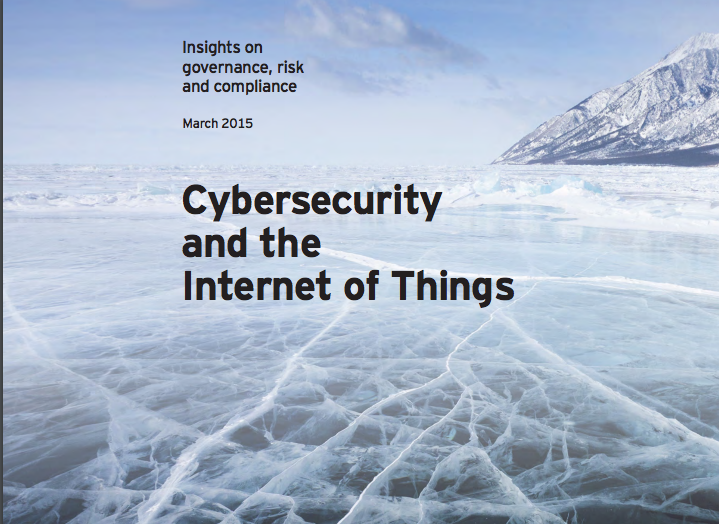 Insights on
governance, risk
and compliance
March 2015
Cybersecurity
and the
Internet of Things